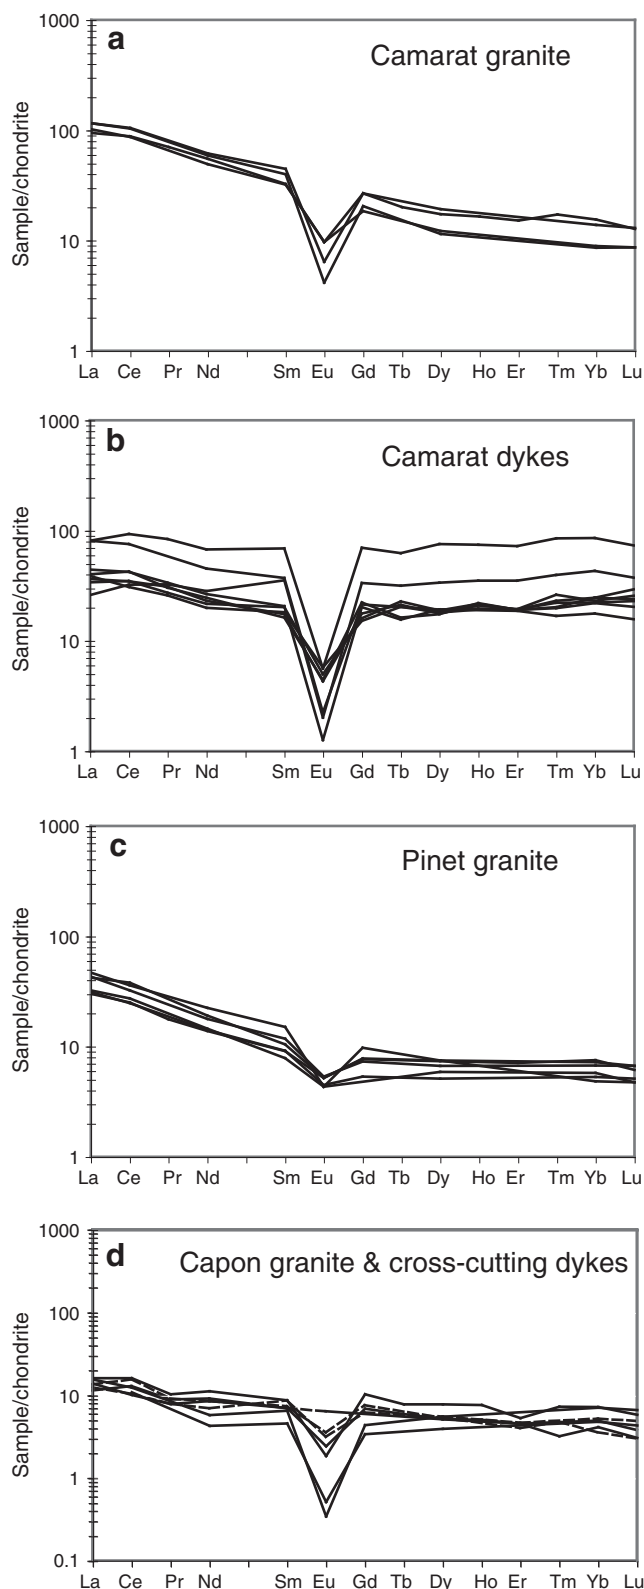 1000
a
Camarat granite
100
Sample/chondrite
10
1
La Ce Pr Nd Sm Eu Gd Tb Dy Ho Er Tm Yb Lu
1000
b
Camarat dykes
100
10
1
La Ce Pr Nd Sm Eu Gd Tb Dy Ho Er Tm Yb Lu
1000
c
Pinet granite
100
Sample/chondrite
10
1
La Ce Pr Nd Sm Eu Gd Tb Dy Ho Er Tm Yb Lu
1000
d
Capon granite & cross-cutting dykes
100
Sample/chondrite
10
1
0.1
La Ce Pr Nd Sm Eu Gd Tb Dy Ho Er Tm Yb Lu